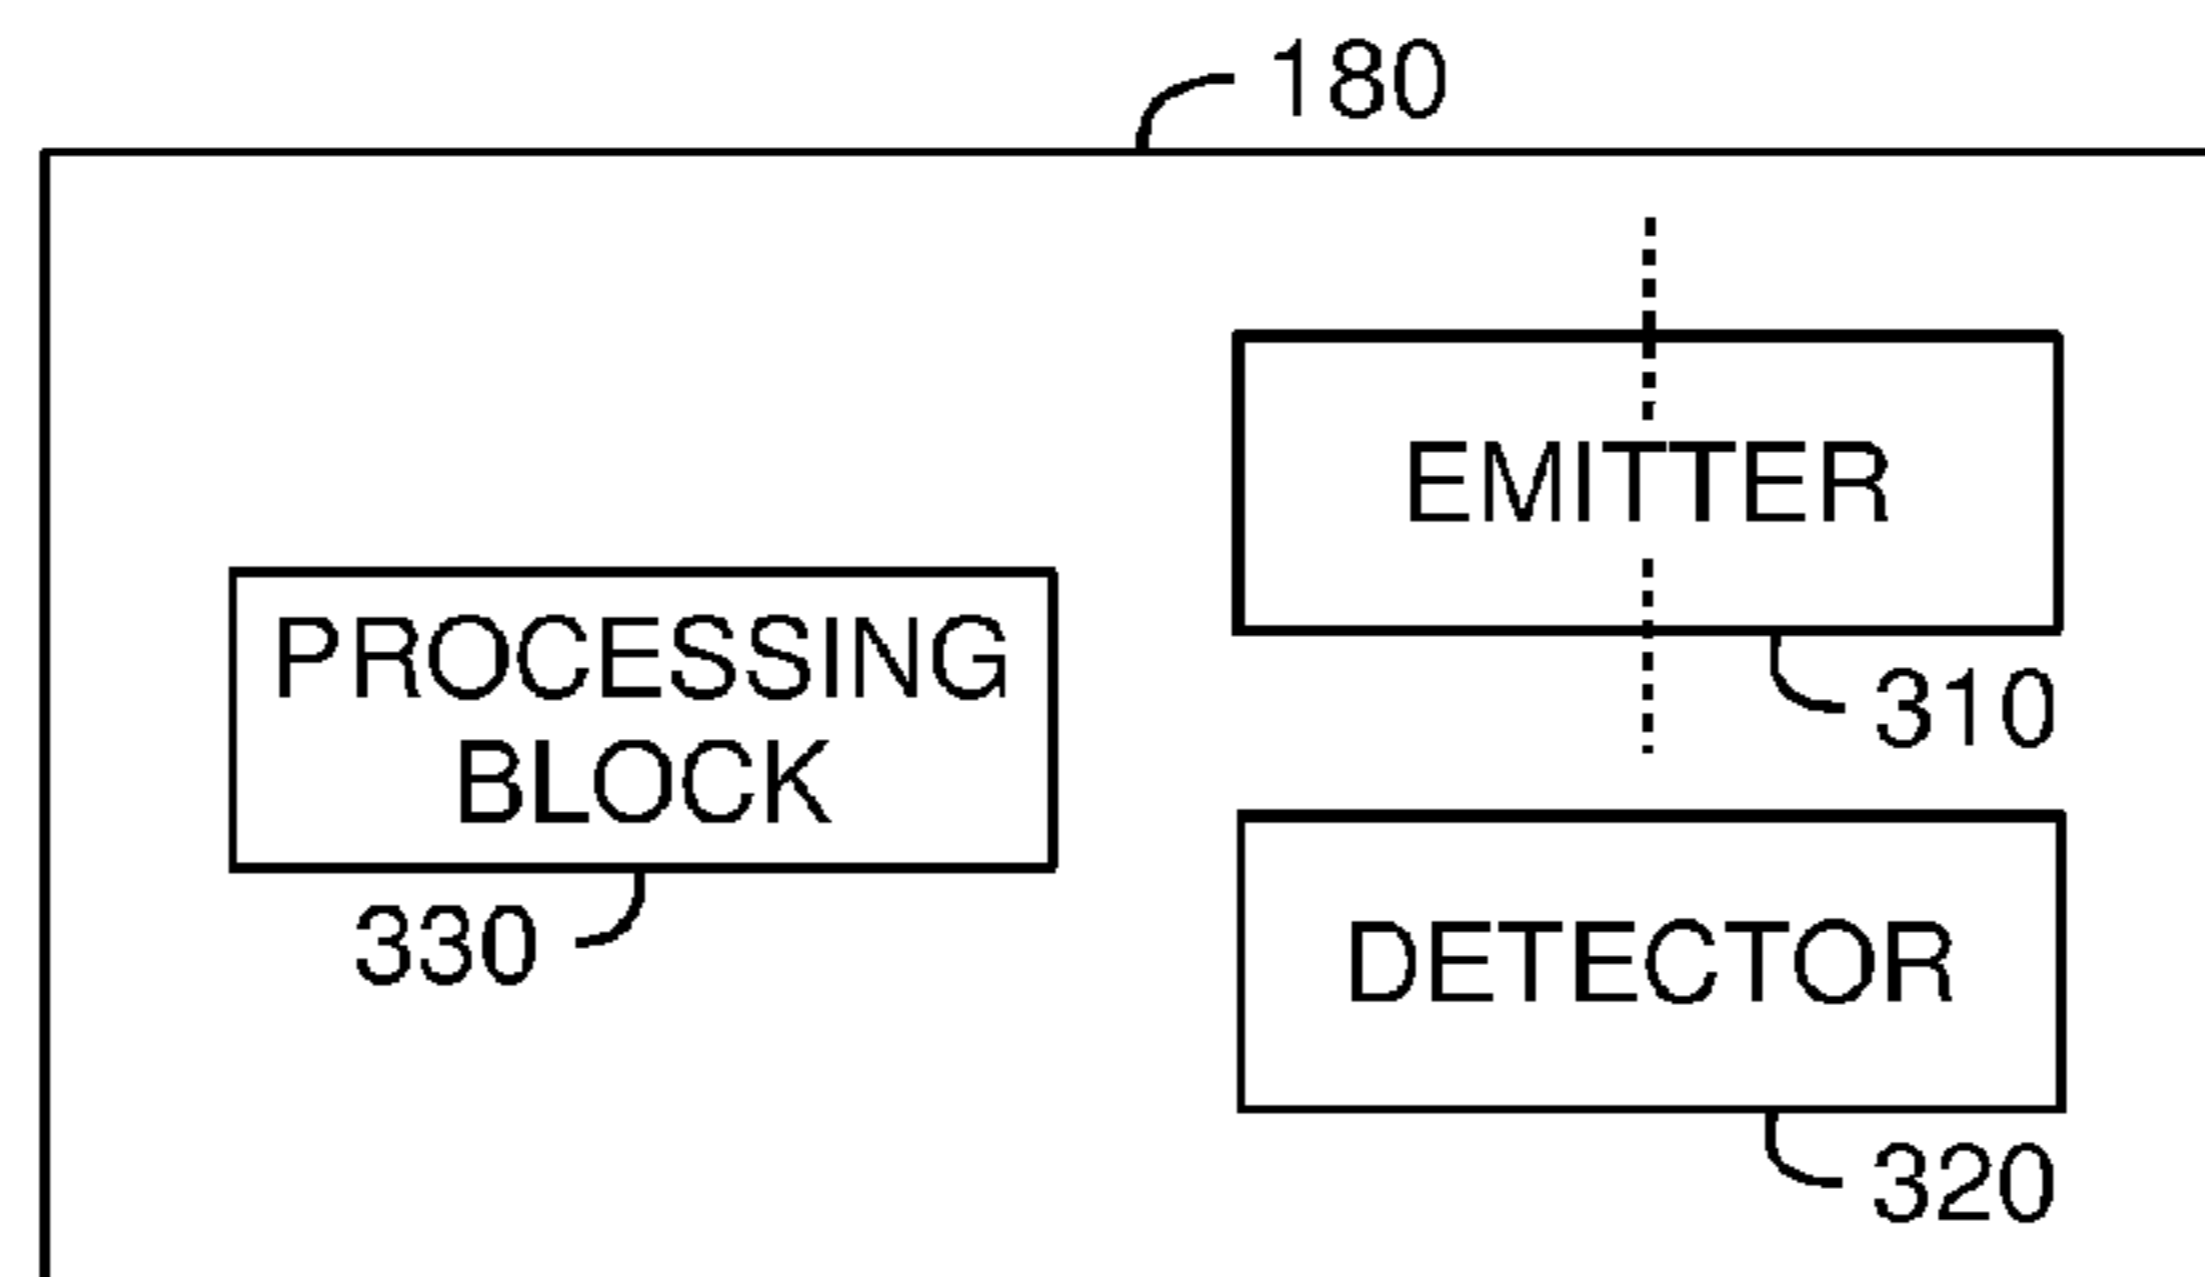 180
EMITTER
310
PROCESSING
BLOCK
330
DETECTOR
320